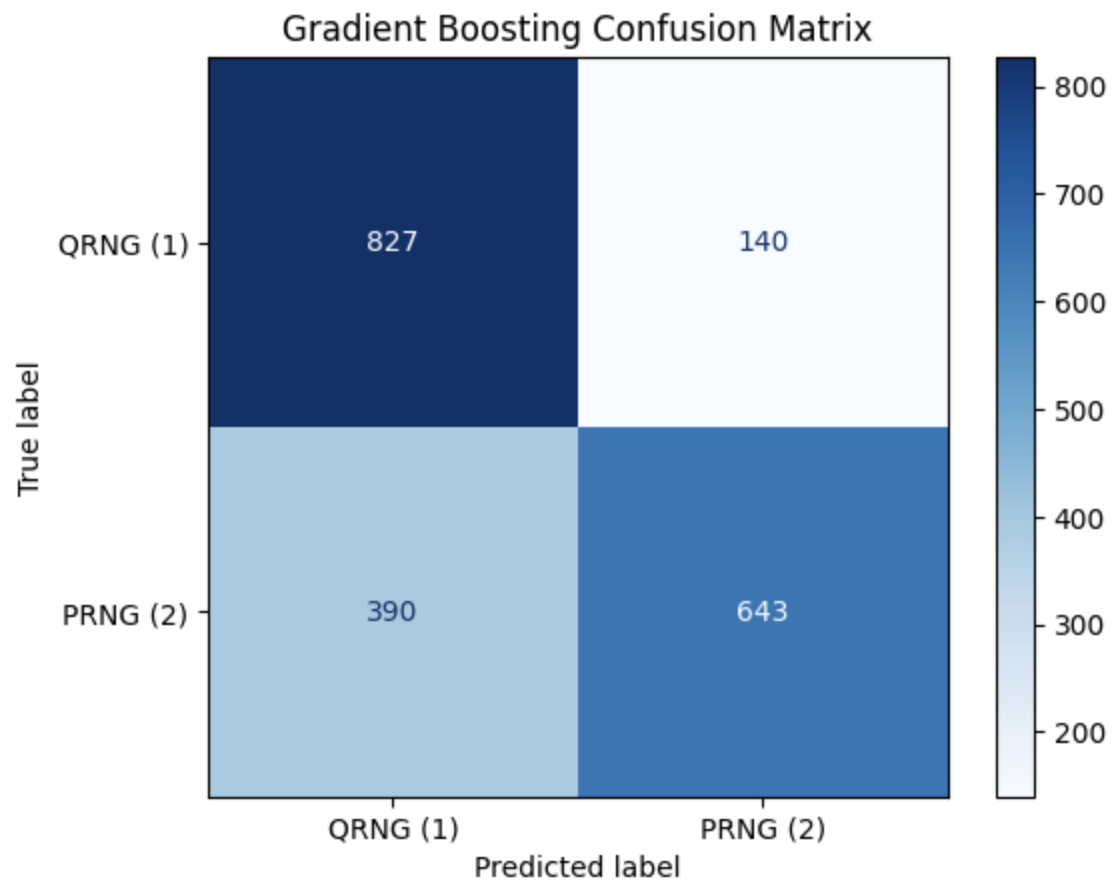 Gradient Boosting Confusion Matrix
True label
QRNG (1)
827
140
PRNG (2)
390
643
QRNG (1)
PRNG (2)
Predicted label
800
700
600
500
400
300
200